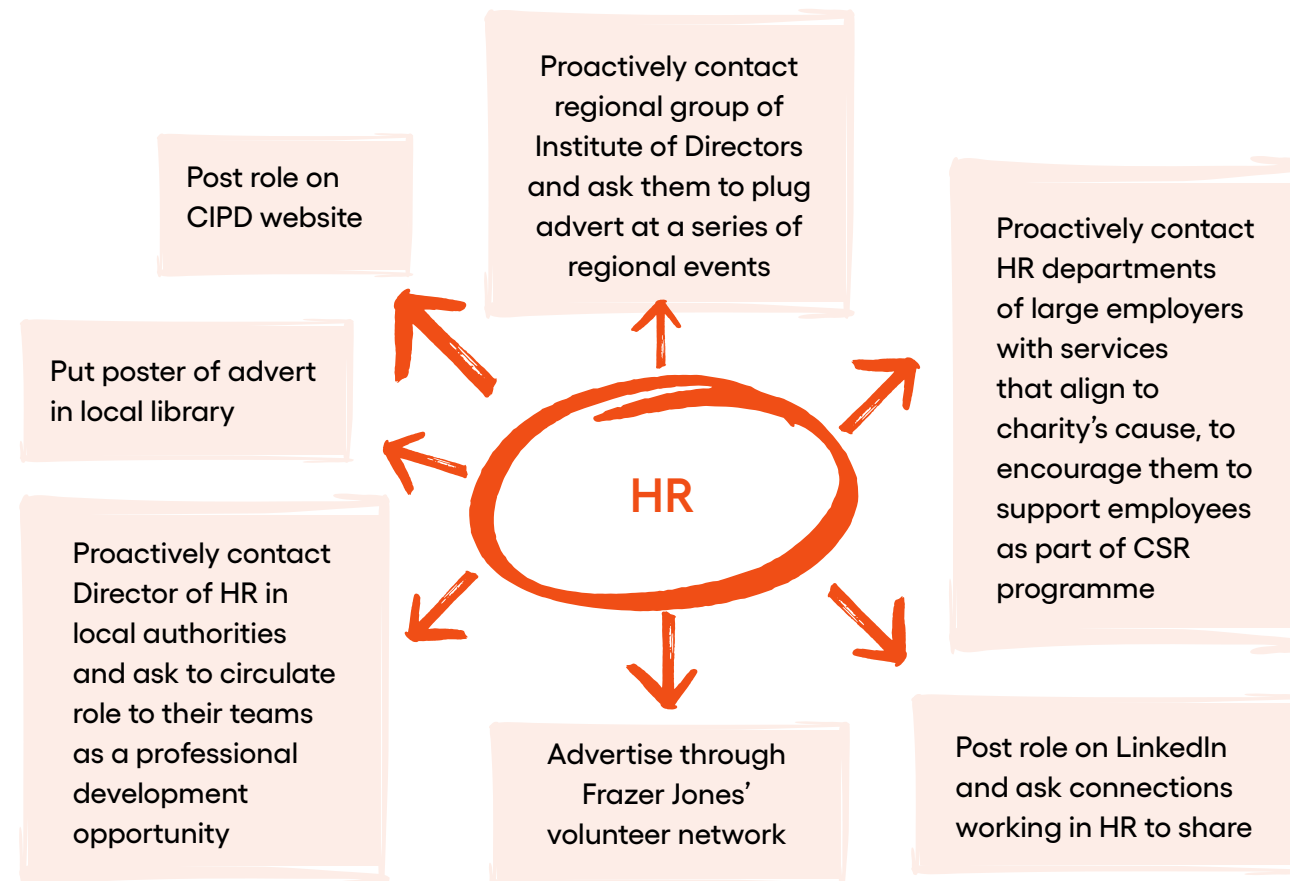 Proactively contact
regional group of
Institute of Directors
and ask them to plug
advert at a series of
regional events
Post role on
CIPD website
Proactively contact
HR departments
of large employers
with services
that align to
charity’s cause, to
encourage them to
support employees
as part of CSR
programme
Put poster of advert
in local library
HR
Proactively contact
Director of HR in
local authorities
and ask to circulate
role to their teams
as a professional
development
opportunity
Advertise through
Frazer Jones’
volunteer network
Post role on LinkedIn
and ask connections
working in HR to share